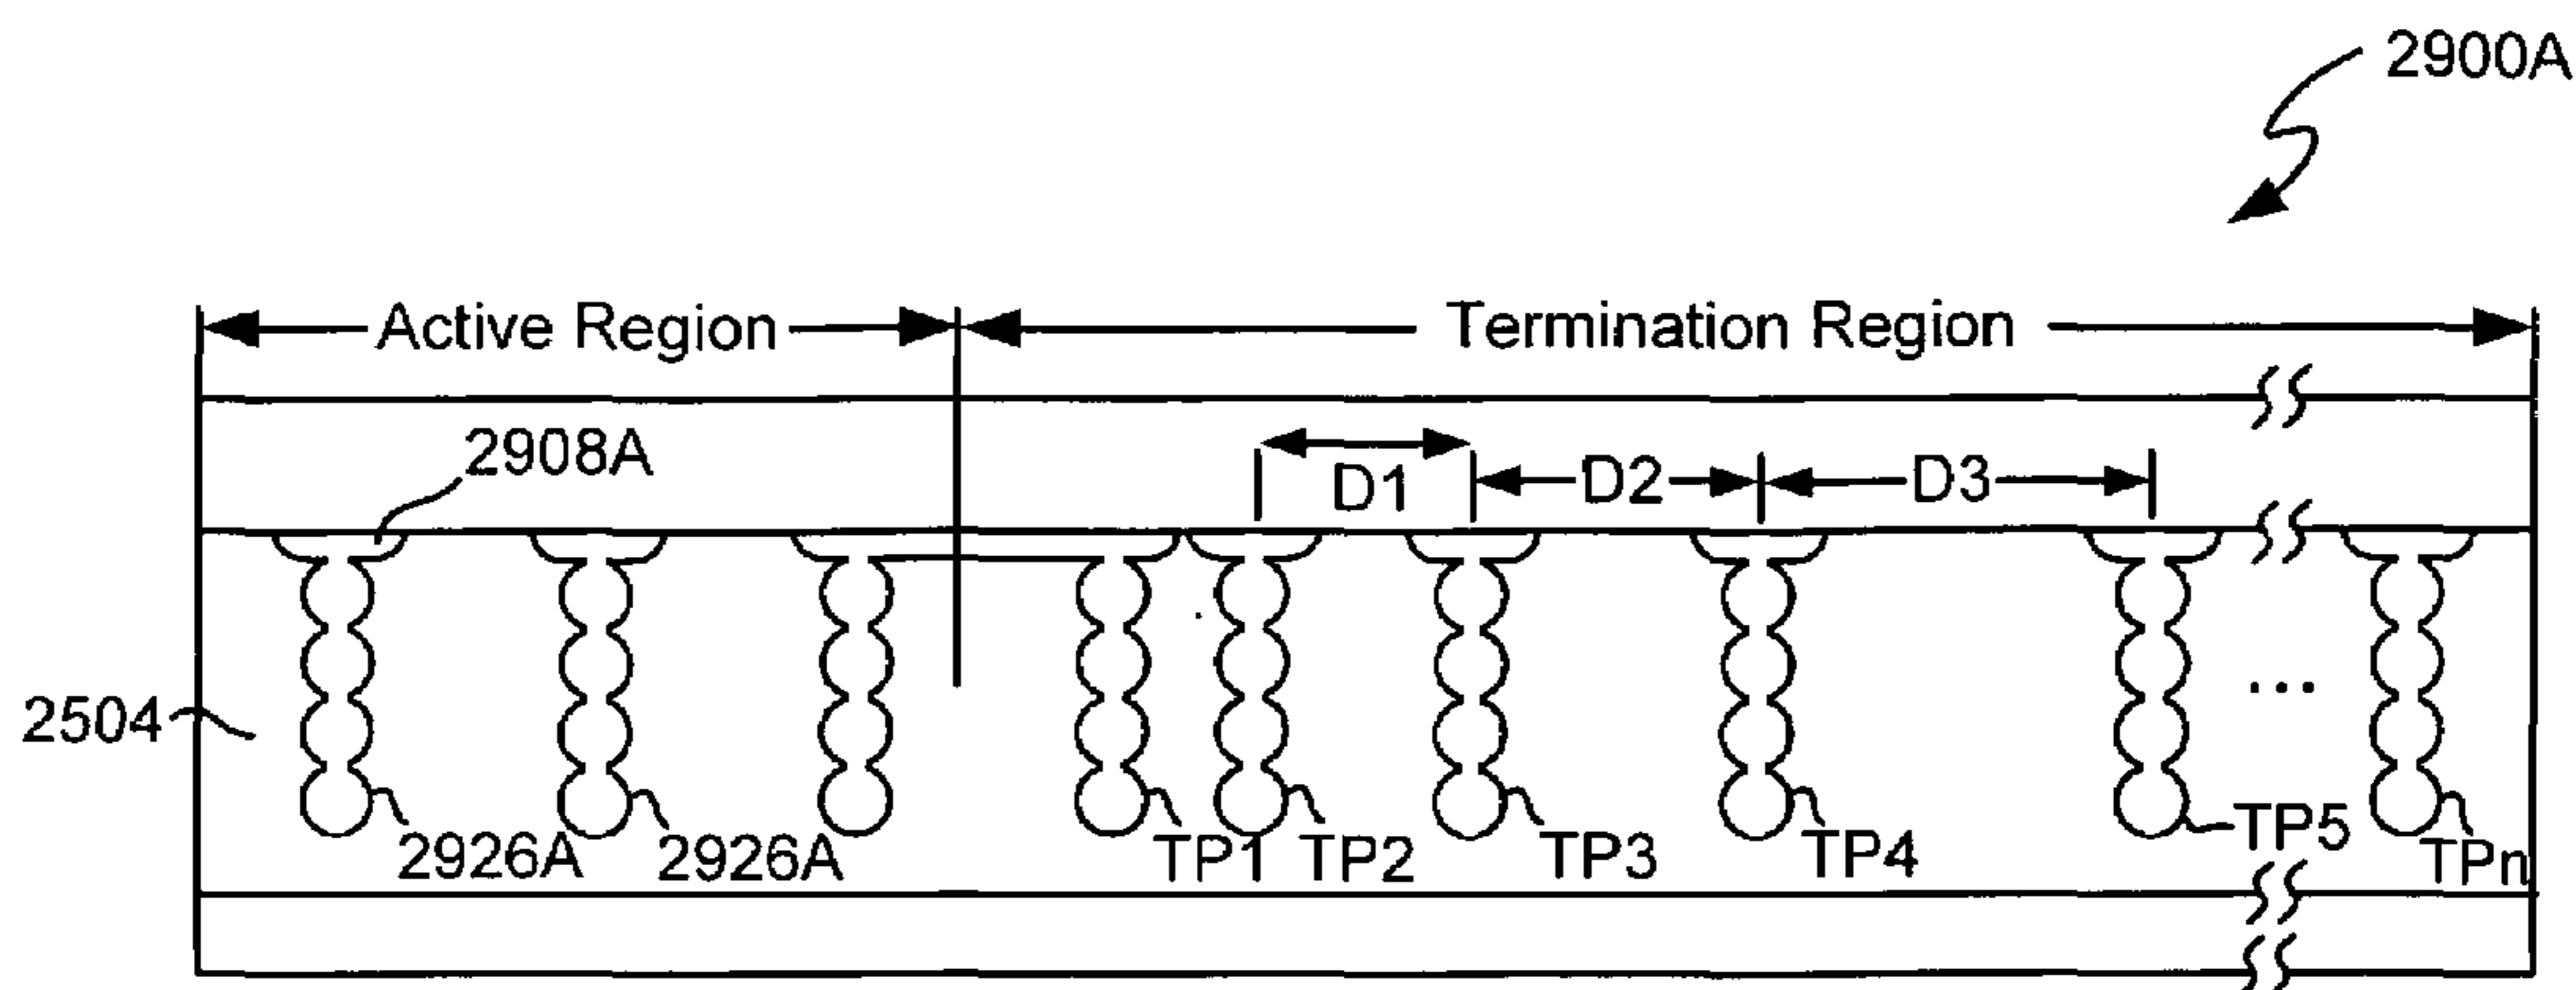 2900A
Active Region
Termination Region
2908A
D1
D2
D3
2504
2926A
2926A
TP1
TP2
TP3
TP4
TP5
...
TPn